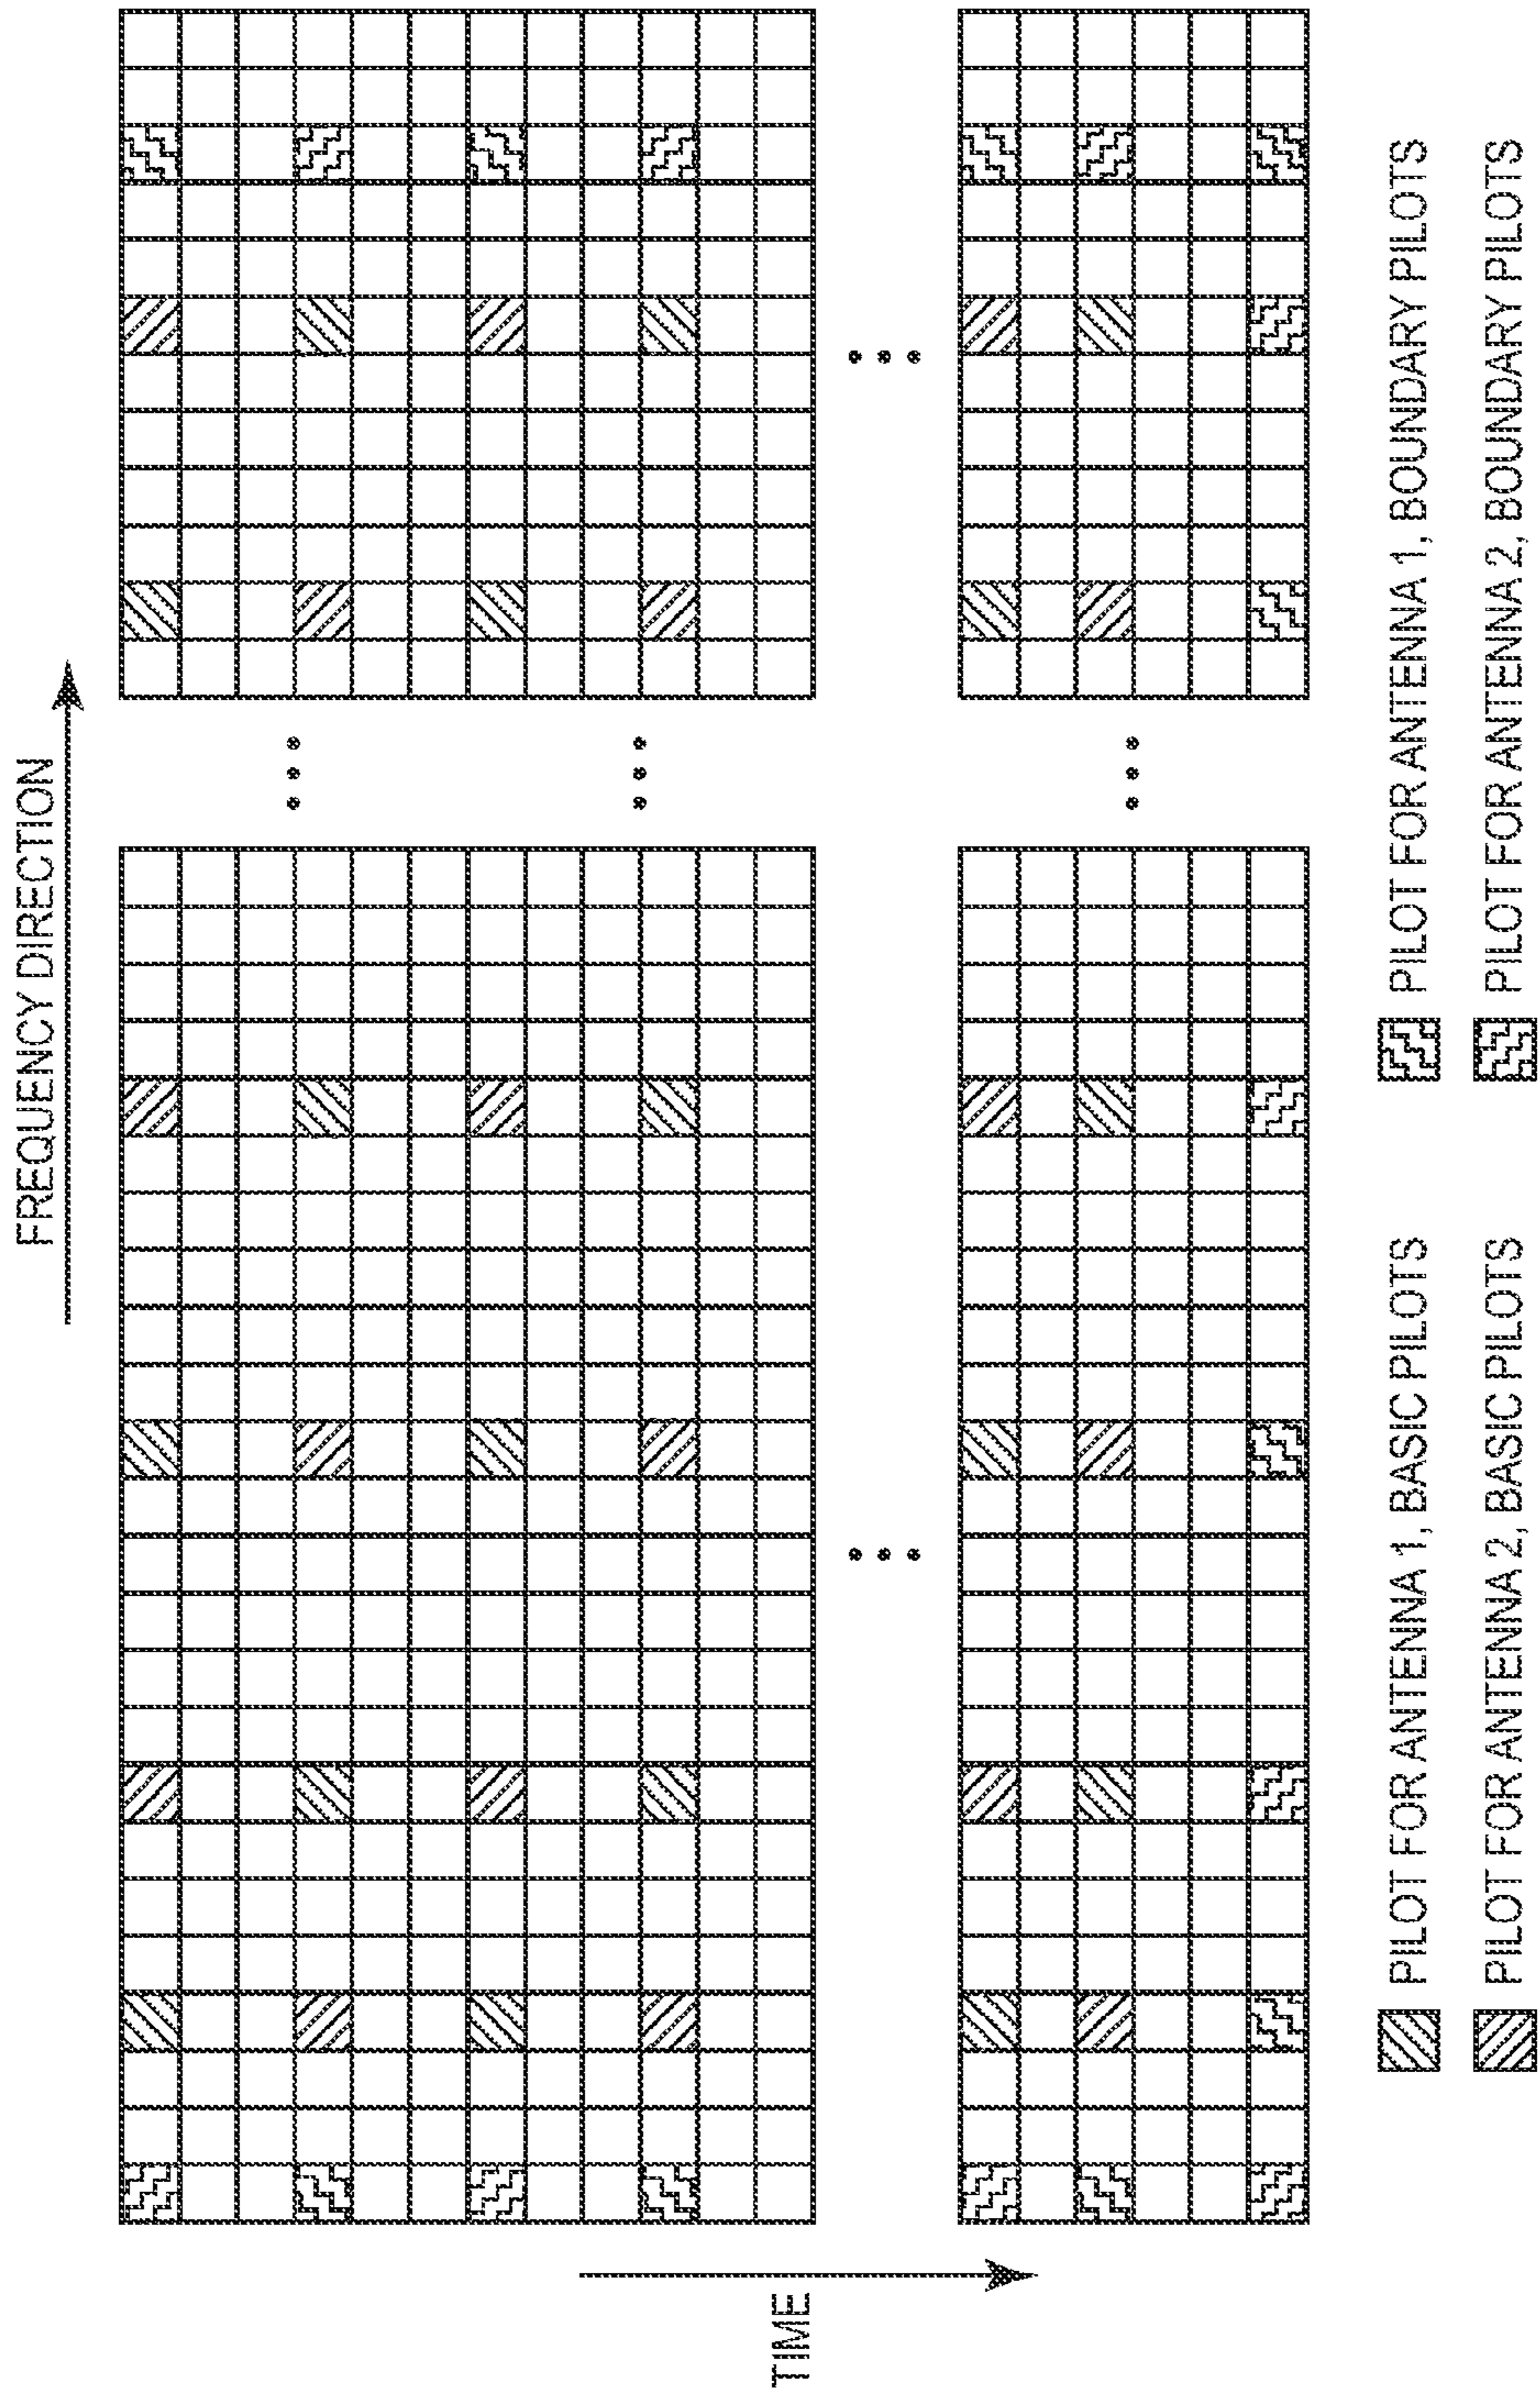 FREQUENCY DIRECTION
TIME
PILOT FOR ANTENNA 1, BASIC PILOTS
PILOT FOR ANTENNA 2, BASIC PILOTS
PILOT FOR ANTENNA 1, BOUNDARY PILOTS
PILOT FOR ANTENNA 2, BOUNDARY PILOTS